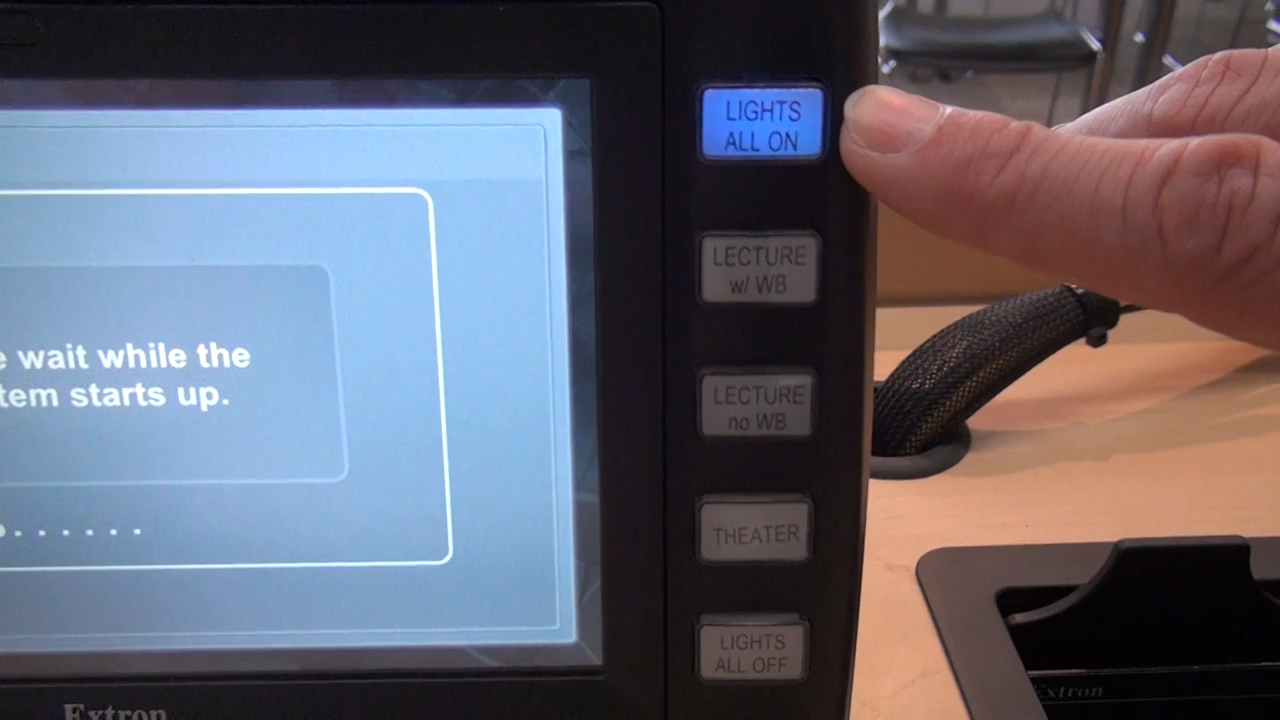 e wait while the
tem starts up.
LIGHTS
ALL ON
LECTURE
w/ WB
LECTURE
no WB
THEATER
LIGHTS
ALL OFF
Extron
Extron